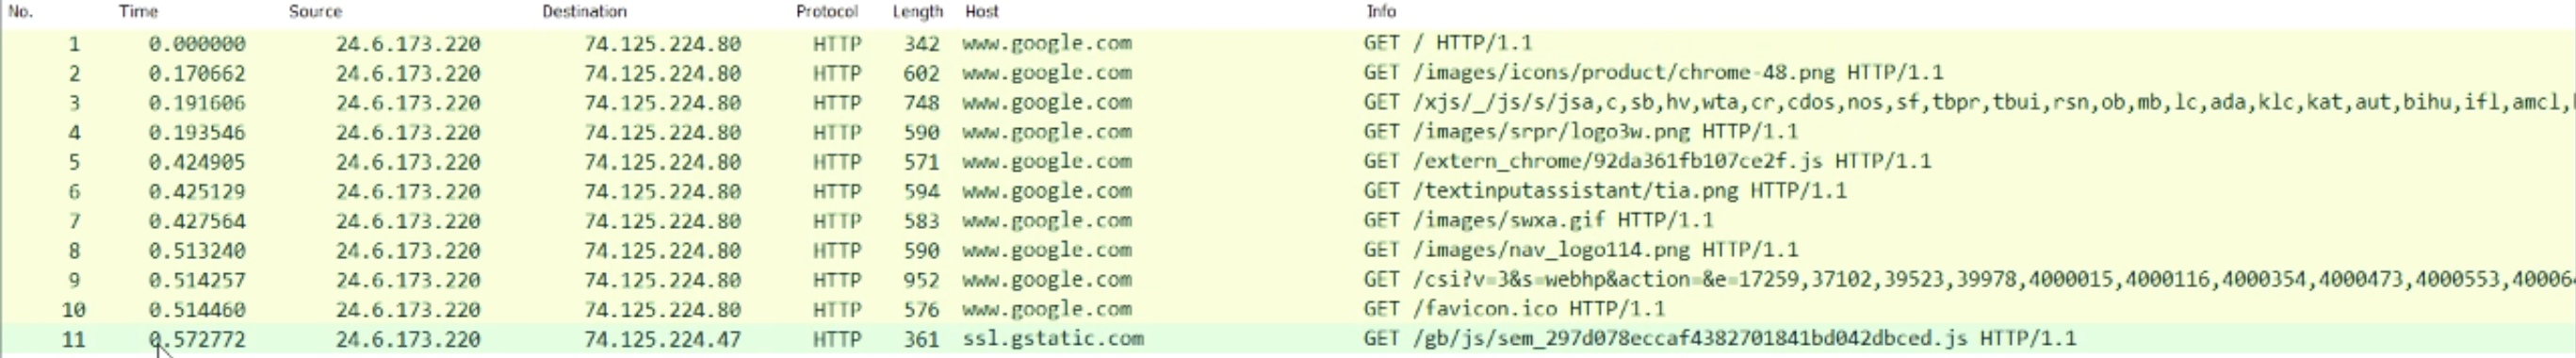 No. Time Source Destination Protocol Length Host Info
1 0.000000 24.6.173.220 74.125.224.80 HTTP 342 www.google.com GET / HTTP/1.1
2 0.170662 24.6.173.220 74.125.224.80 HTTP 602 www.google.com GET /images/icons/product/chrome-48.png HTTP/1.1
3 0.191606 24.6.173.220 74.125.224.80 HTTP 748 www.google.com GET /xjs/_/js/s/jsa,c,sb,hv,wta,cr,cdos,nos,sf,tbpr,tbui,rsn,ob,mb,lc,ada,klc,kat,aut,bihu,ifl,amcl,
4 0.193546 24.6.173.220 74.125.224.80 HTTP 590 www.google.com GET /images/srpr/logo3w.png HTTP/1.1
5 0.424905 24.6.173.220 74.125.224.80 HTTP 571 www.google.com GET /extern_chrome/92da361fb107ce2f.js HTTP/1.1
6 0.425129 24.6.173.220 74.125.224.80 HTTP 594 www.google.com GET /textinputassistant/tia.png HTTP/1.1
7 0.427564 24.6.173.220 74.125.224.80 HTTP 583 www.google.com GET /images/swxa.gif HTTP/1.1
8 0.513240 24.6.173.220 74.125.224.80 HTTP 590 www.google.com GET /images/nav_logo114.png HTTP/1.1
9 0.514257 24.6.173.220 74.125.224.80 HTTP 952 www.google.com GET /csi?v=3&s=webhp&action=&e=17259,37102,39523,39978,4000015,4000116,4000354,4000473,4000553,40006
10 0.514460 24.6.173.220 74.125.224.80 HTTP 576 www.google.com GET /favicon.ico HTTP/1.1
11 0.572772 24.6.173.220 74.125.224.47 HTTP 361 ssl.gstatic.com GET /gb/js/sem_297d078eccaf4382701841bd042dbced.js HTTP/1.1